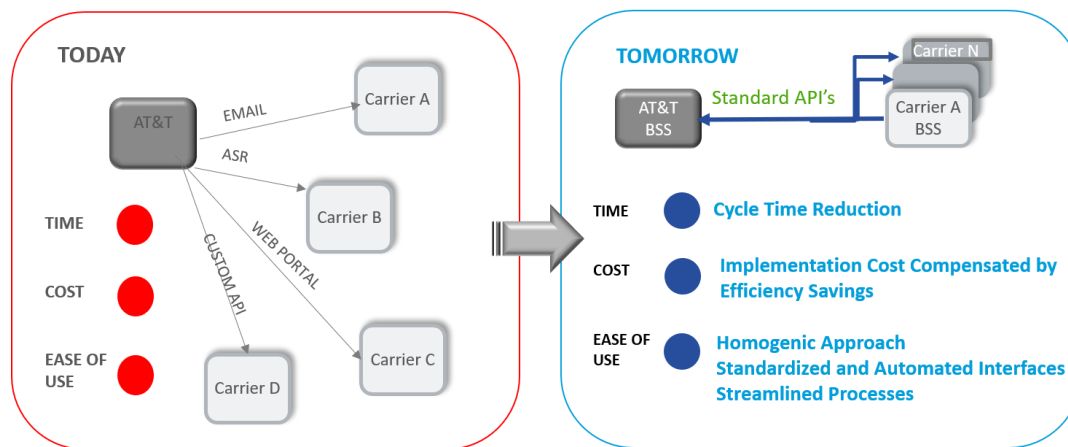 TODAY
AT&T
EMAIL
Carrier A
ASR
Carrier B
WEB PORTAL
Carrier C
CUSTOM API
Carrier D
TIME
COST
EASE OF
USE
TOMORROW
AT&T
BSS
Standard API's
Carrier N
Carrier A
BSS
TIME
Cycle Time Reduction
COST
Implementation Cost Compensated by
Efficiency Savings
EASE OF
USE
Homogenic Approach
Standardized and Automated Interfaces
Streamlined Processes